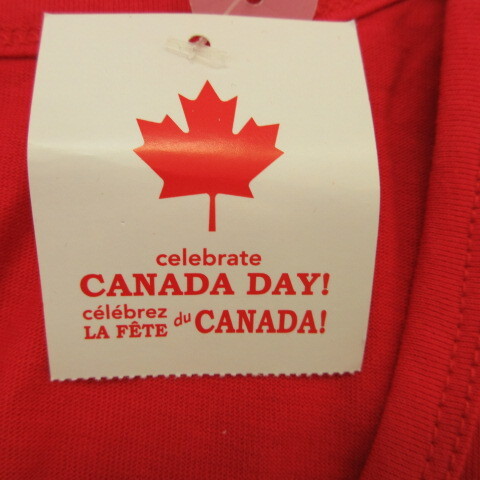 celebrate
CANADA DAY!
célébrez
LA FÊTE du CANADA!